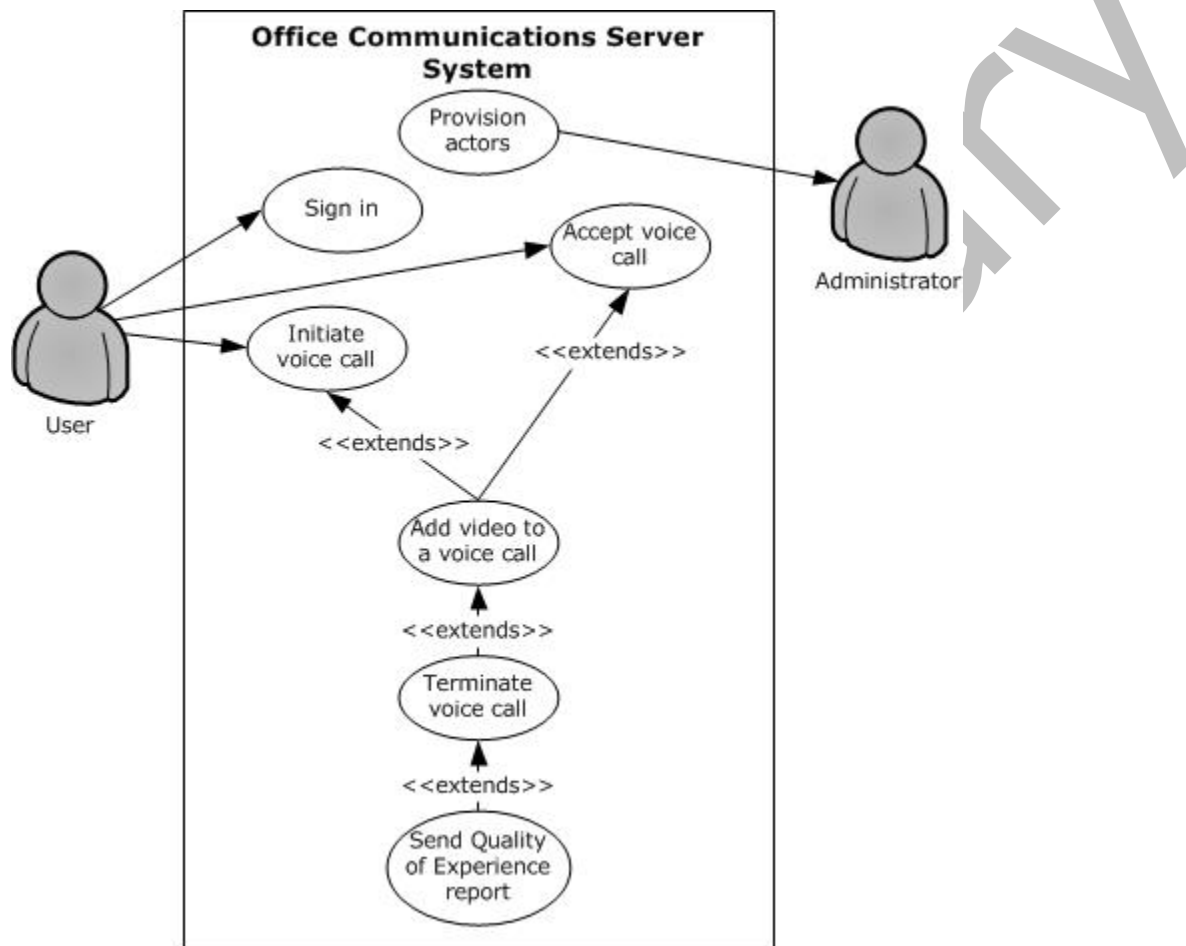 Office Communications Server
System
Provision
actors
Sign in
Accept voice
call
Administrator
Initiate
voice call
<<extends>>
User
<<extends>>
Add video to
a voice call
<<extends>>
Terminate
voice call
<<extends>>
Send Quality
of Experience
report